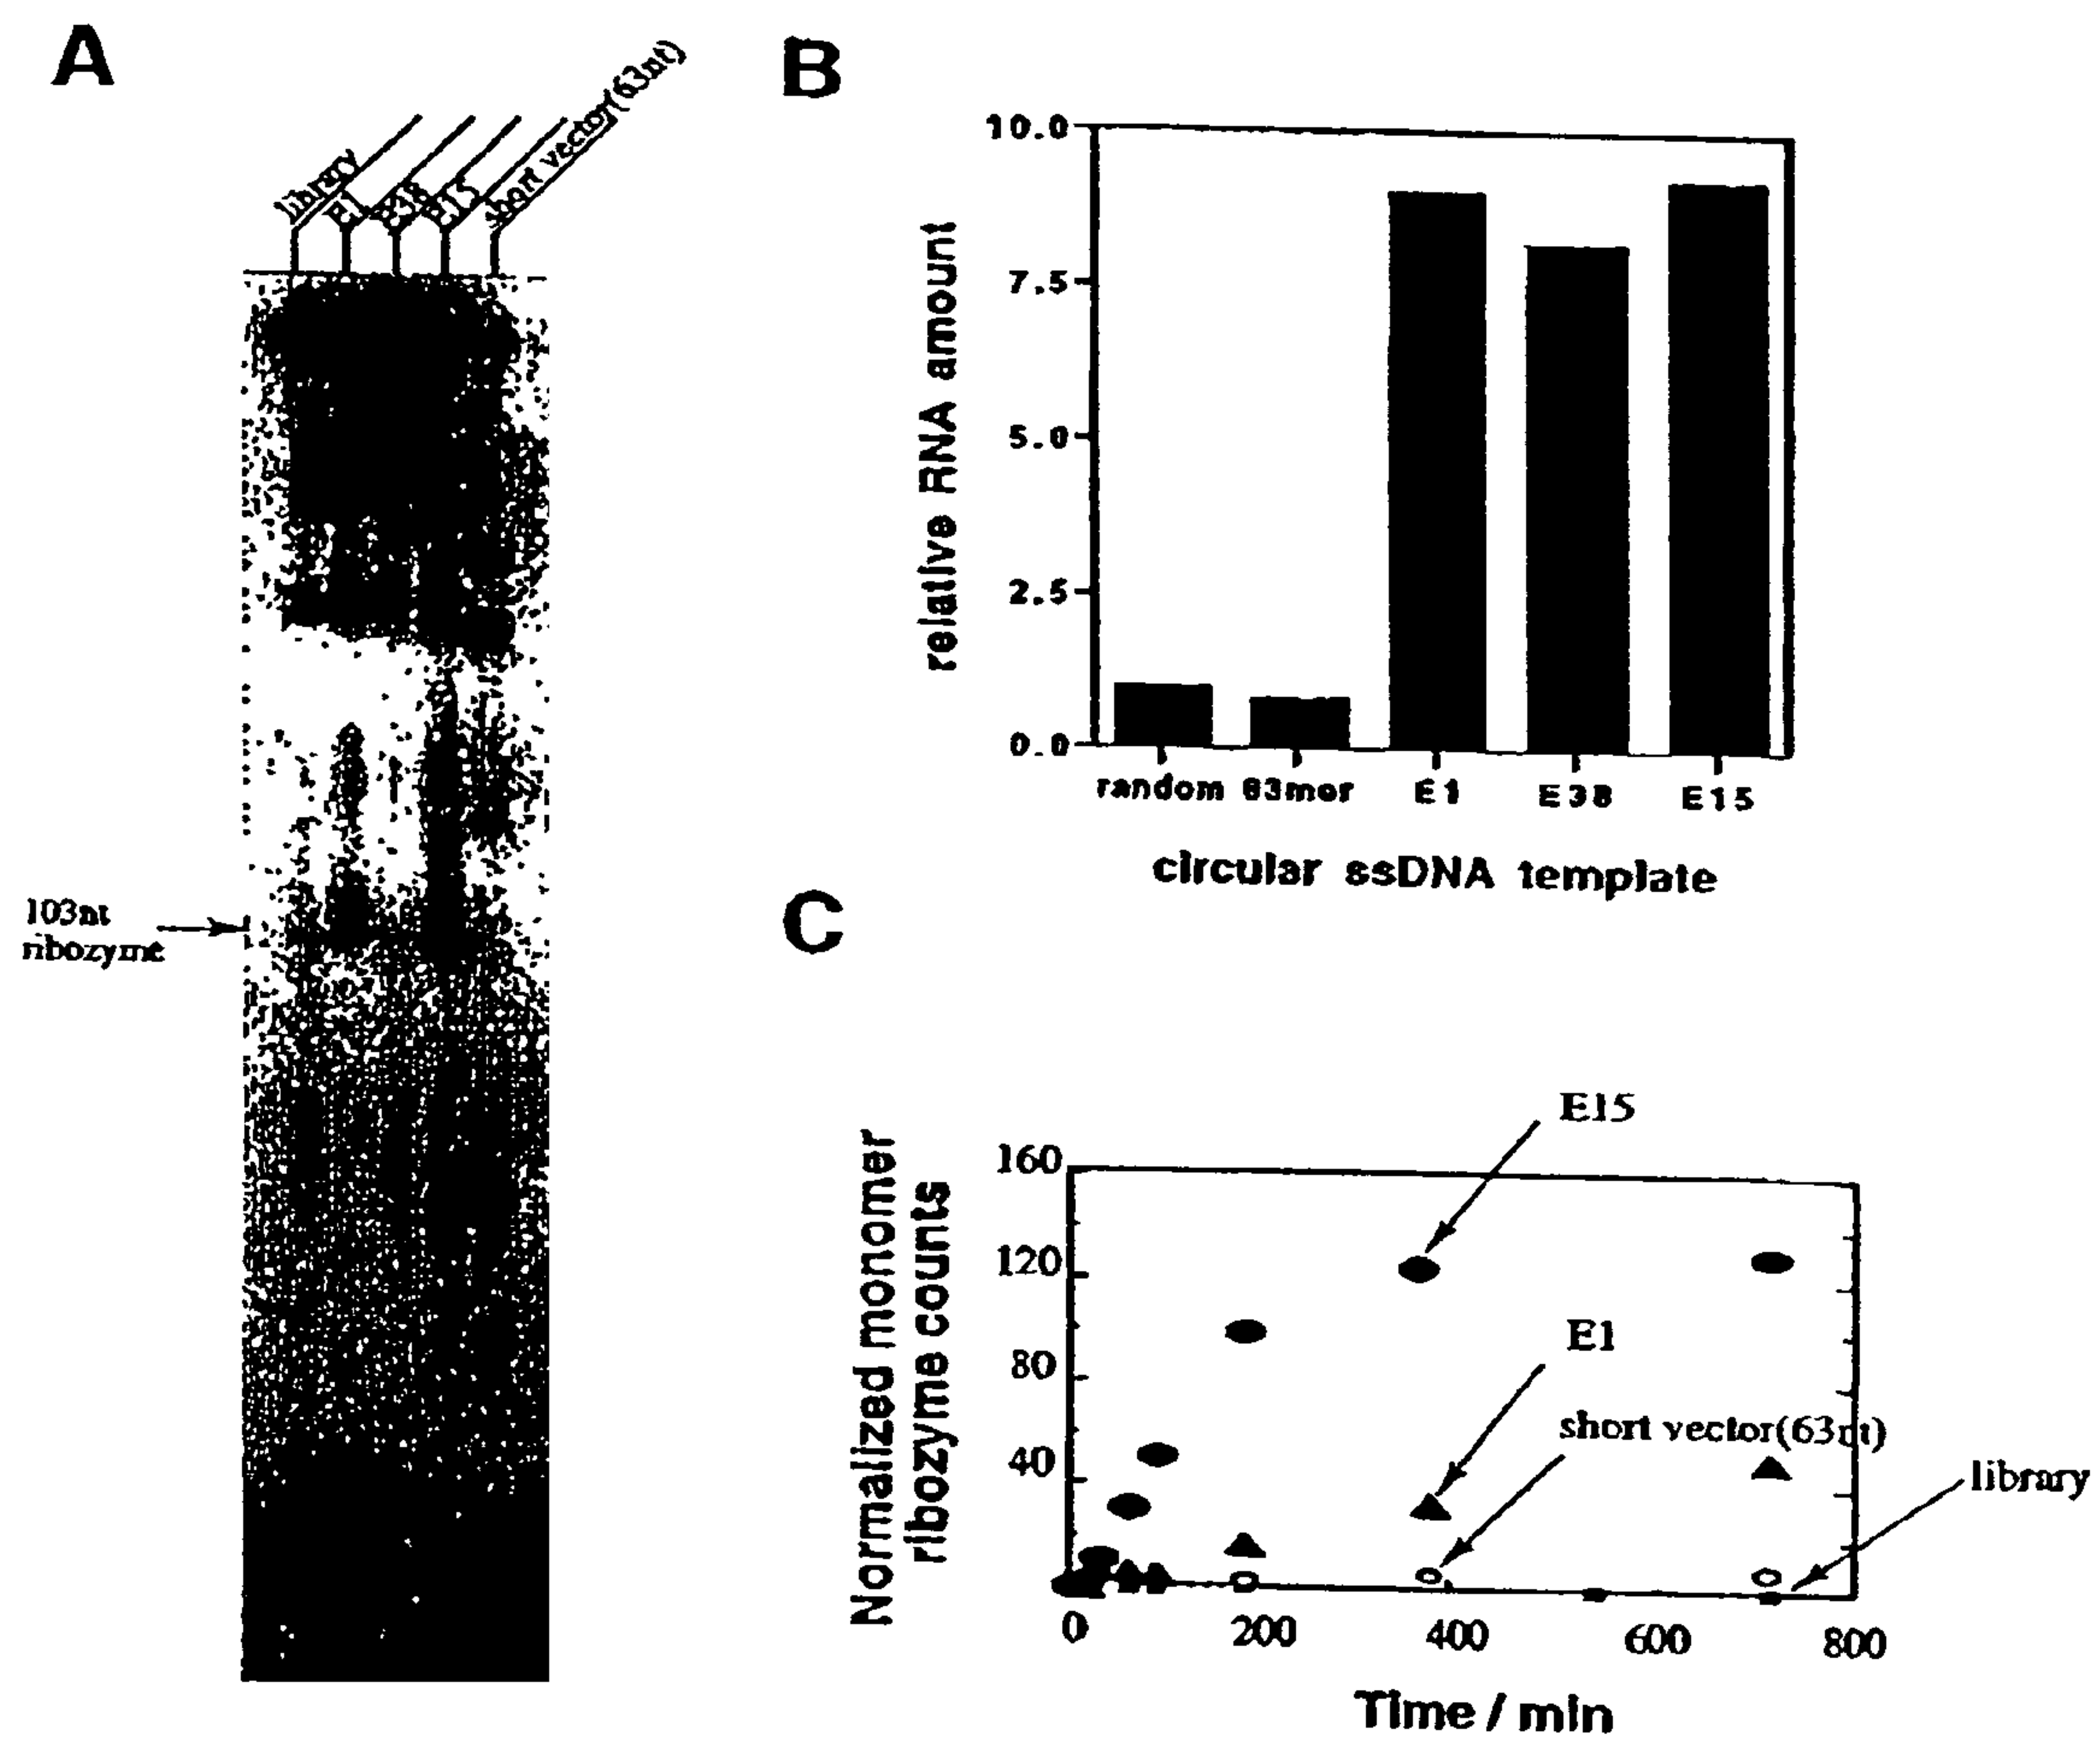 A
library
E1
E15
short vector(63nt)
103nt
ribozyme
B
relative RNA amount
10.0
7.5
5.0
2.5
0.0
random 63mer E1 E38 E15
circular ssDNA template
C
Normalized monomer
ribozyme counts
160
120
80
40
0 200 400 600 800
Time / min
E15
E1
short vector(63nt)
library